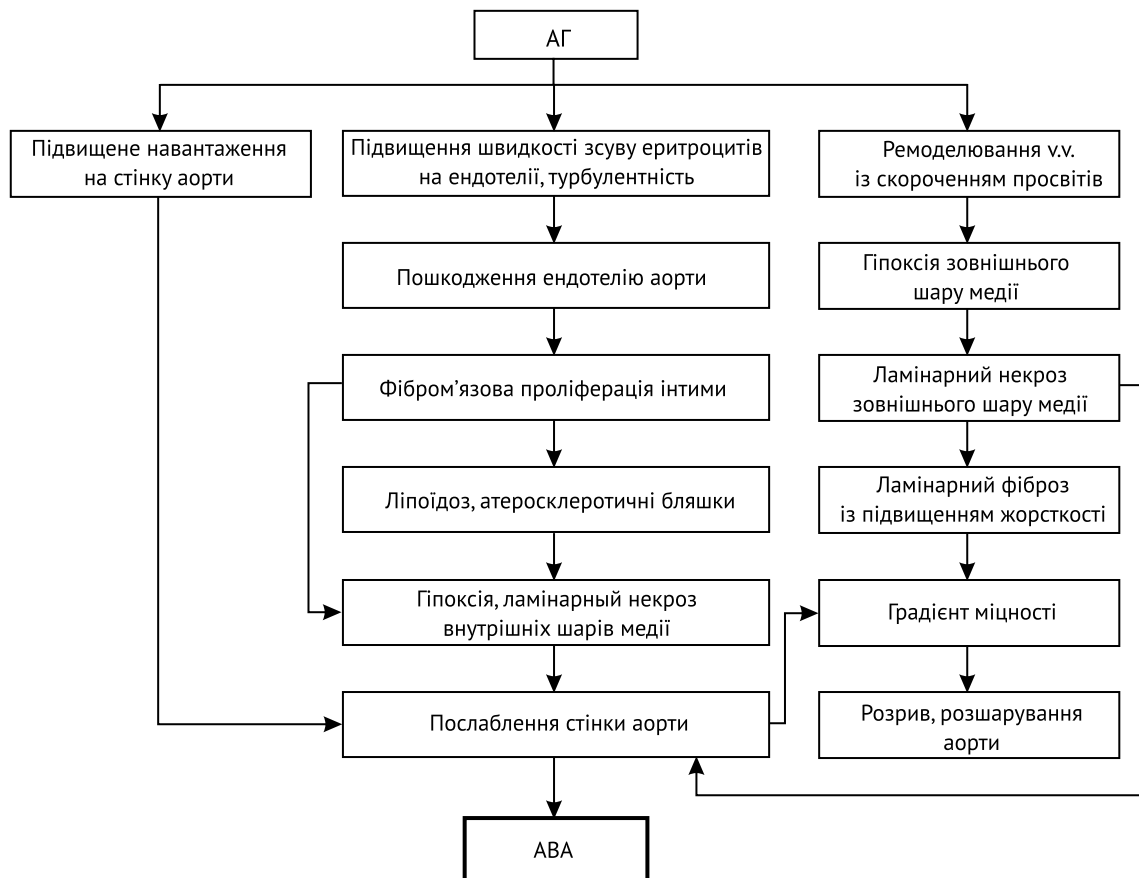 АГ
Підвищене навантаження
на стінку аорти
Підвищення швидкості зсуву еритроцитів
на ендотелії, турбулентність
Ремоделювання v.v.
із скороченням просвітів
Пошкодження ендотелію аорти
Гіпоксія зовнішнього
шару медії
Фібром’язова проліферація інтими
Ламінарний некроз
зовнішнього шару медії
Ліпоїдоз, атеросклеротичні бляшки
Ламінарний фіброз
із підвищенням жорсткості
Гіпоксія, ламінарный некроз
внутрішніх шарів медії
Градієнт міцності
Послаблення стінки аорти
Розрив, розшарування
аорти
АВА